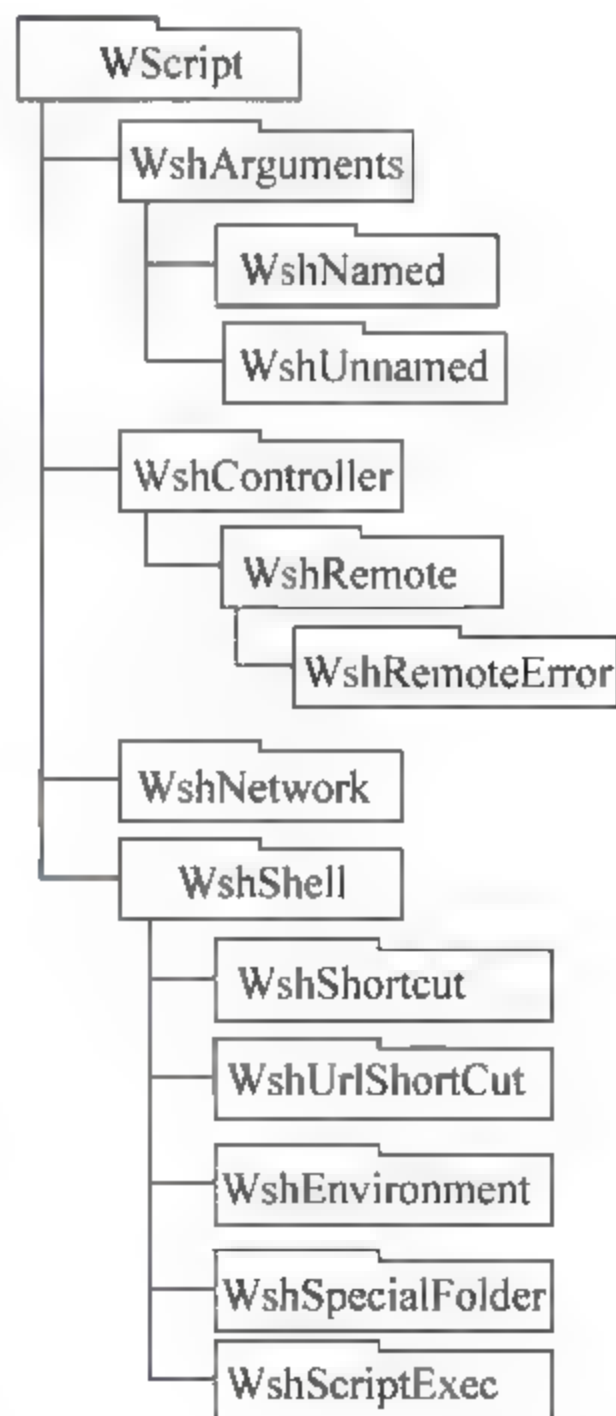 WScript
WshArguments
WshNamed
WshUnnamed
WshController
WshRemote
WshRemoteError
WshNetwork
WshShell
WshShortcut
WshUrlShortCut
WshEnvironment
WshSpecialFolder
WshScriptExec